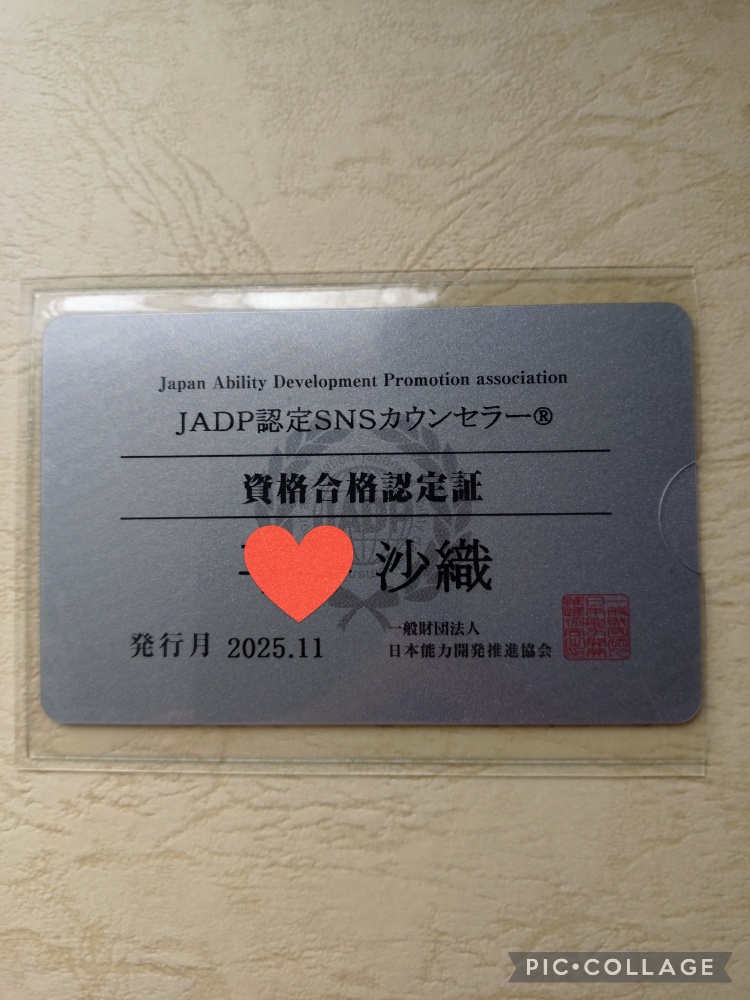 Japan Ability Development Promotion association
JADP認定SNSカウンセラー®
資格合格認定証
沙織
発行月 2025.11
一般財団法人
日本能力開発推進協会
PIC•COLLAGE